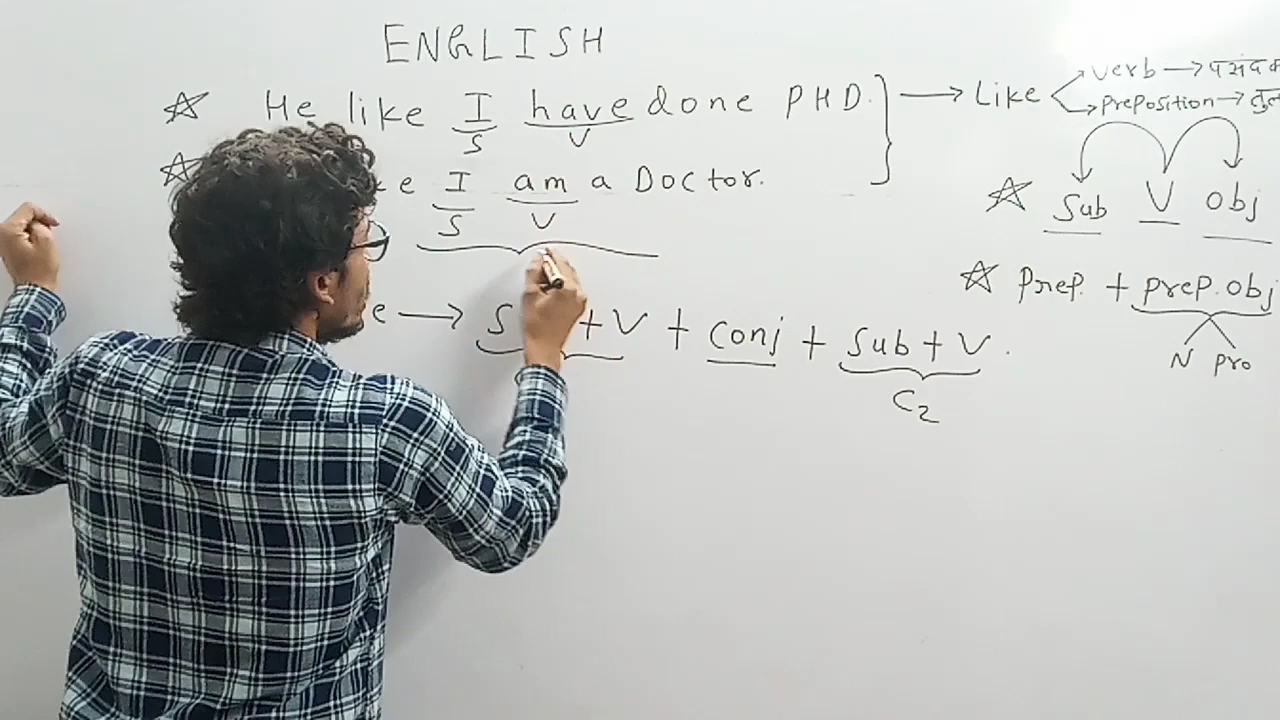 ENGLISH
☆ He like I have done PHD. } → Like
verb → पसंद
Preposition →
S V
☆ I am a Doctor.
S V
☆ Sub V Obj
☆ Prep. + prep. obj
N Pro
→ + V + Conj + Sub + V.
C2